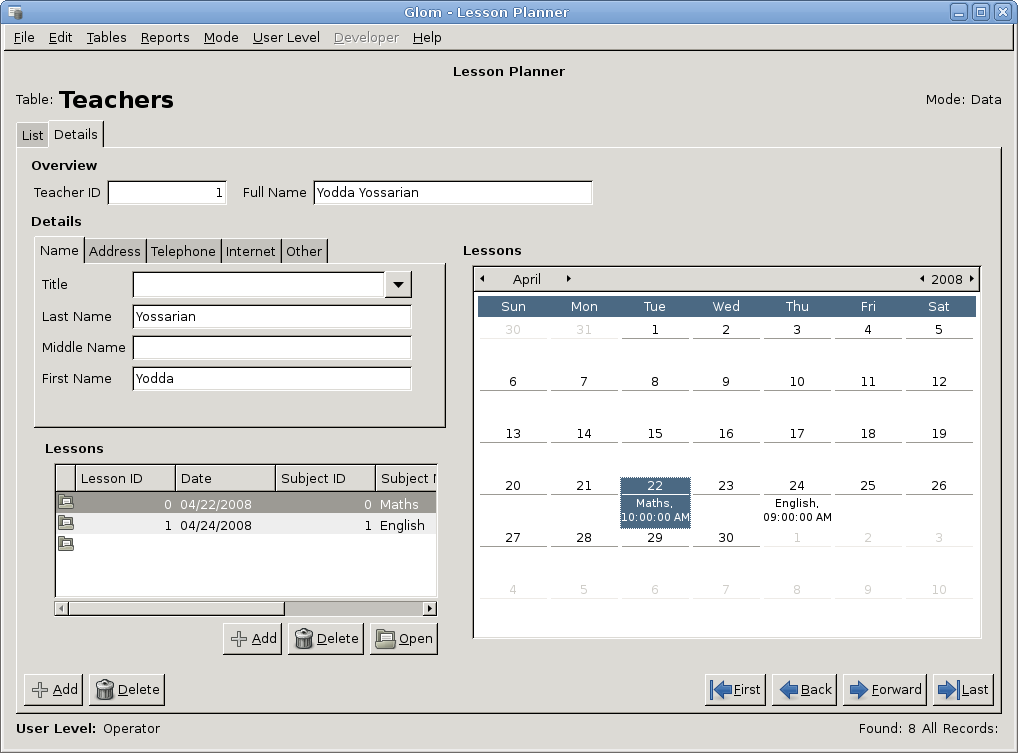 Glom - Lesson Planner
File Edit Tables Reports Mode User Level Developer Help
Lesson Planner
Table: Teachers Mode: Data
List Details
Overview
Teacher ID 1 Full Name Yodda Yossarian
Details
Name Address Telephone Internet Other
Title
Last Name Yossarian
Middle Name
First Name Yodda
Lessons
Lesson ID Date Subject ID Subject
0 04/22/2008 0 Maths
1 04/24/2008 1 English
Add Delete Open
Lessons
April 2008
Sun Mon Tue Wed Thu Fri Sat
30 31 1 2 3 4 5
6 7 8 9 10 11 12
13 14 15 16 17 18 19
20 21 22 23 24 25 26
Maths, English,
10:00:00 AM 09:00:00 AM
27 28 29 30 1 2 3
4 5 6 7 8 9 10
Add Delete First Back Forward Last
User Level: Operator Found: 8 All Records: